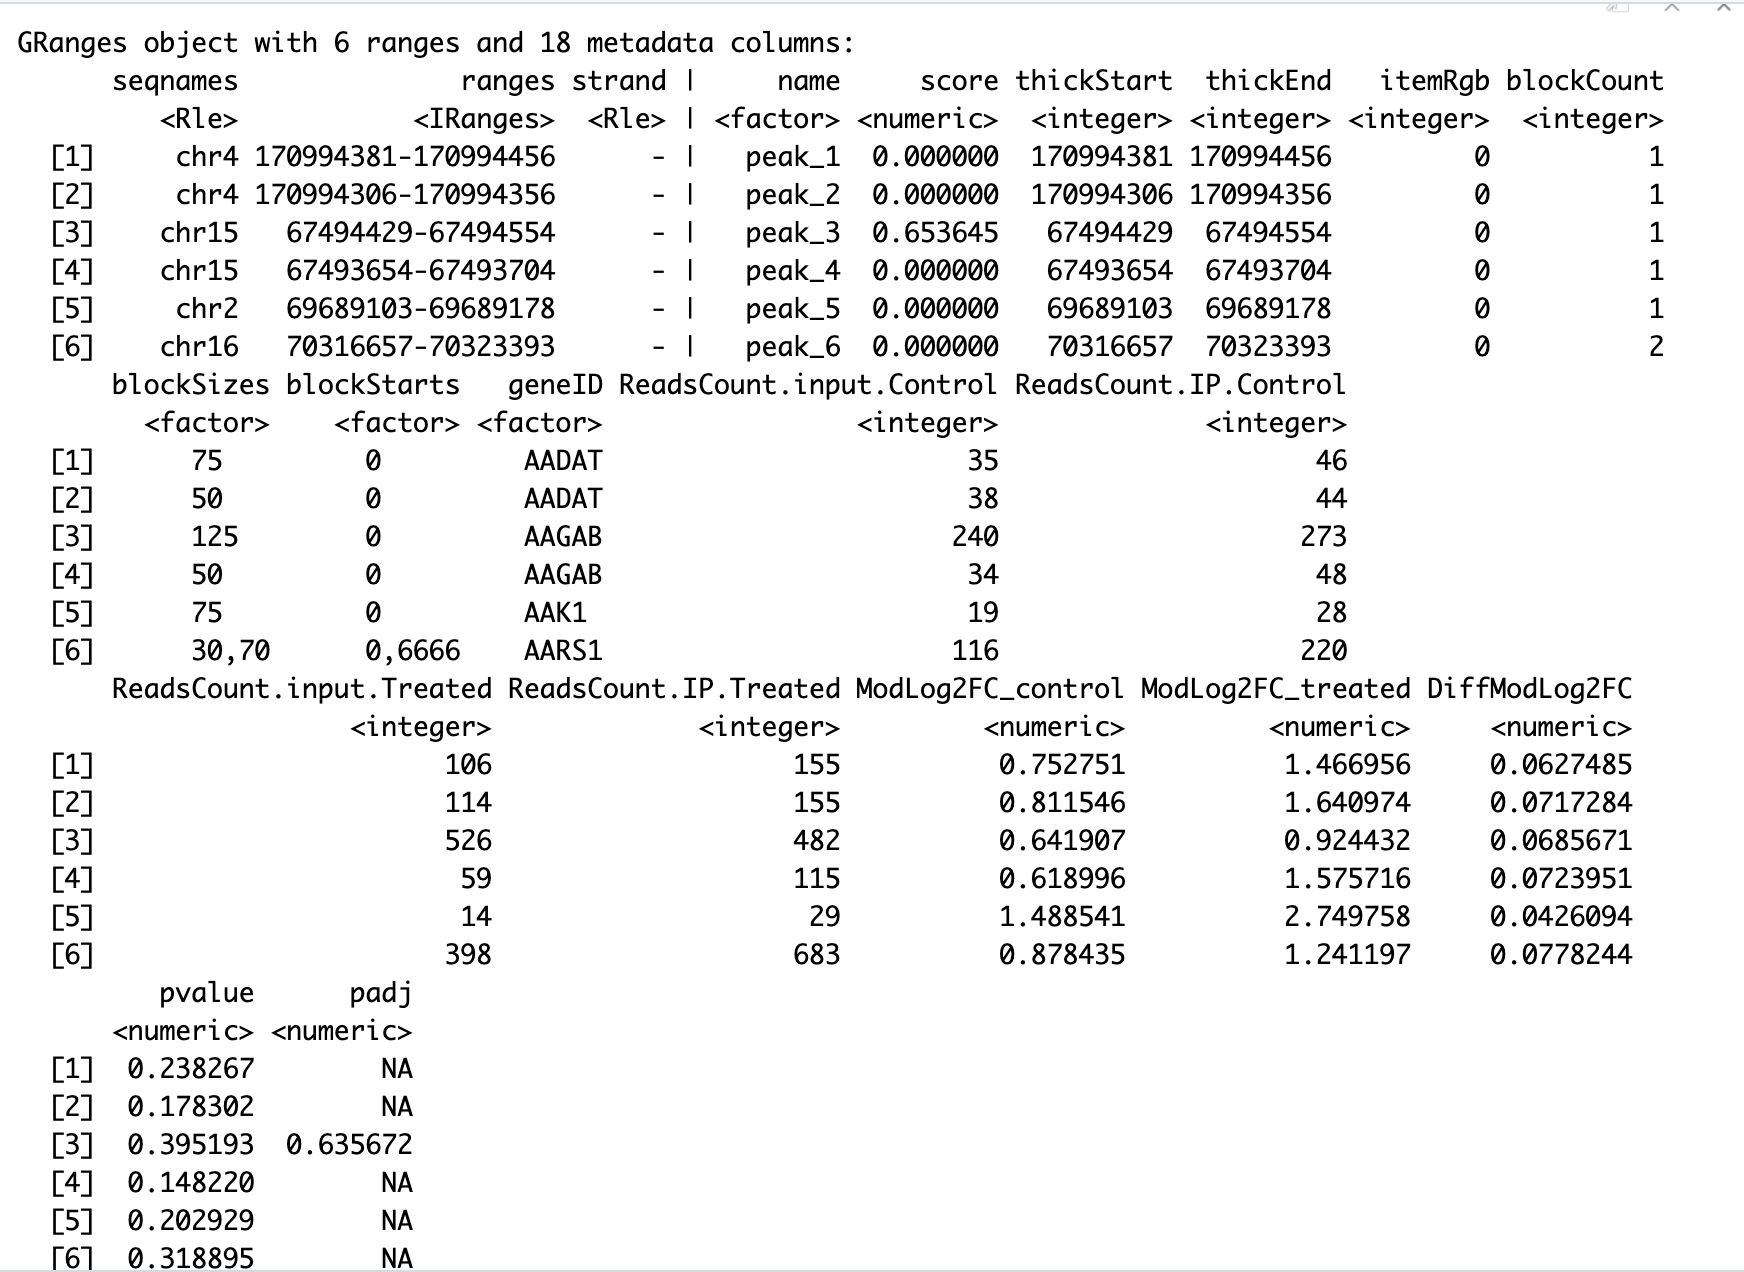 GRanges object with 6 ranges and 18 metadata columns:
seqnames ranges strand | name score thickStart thickEnd itemRgb blockCount
<Rle> <IRanges> <Rle> | <factor> <numeric> <integer> <integer> <integer> <integer>
[1] chr4 170994381-170994456 - | peak_1 0.000000 170994381 170994456 0 1
[2] chr4 170994306-170994356 - | peak_2 0.000000 170994306 170994356 0 1
[3] chr15 67494429-67494554 - | peak_3 0.653645 67494429 67494554 0 1
[4] chr15 67493654-67493704 - | peak_4 0.000000 67493654 67493704 0 1
[5] chr2 69689103-69689178 - | peak_5 0.000000 69689103 69689178 0 1
[6] chr16 70316657-70323393 - | peak_6 0.000000 70316657 70323393 0 2
blockSizes blockStarts geneID ReadsCount.input.Control ReadsCount.IP.Control
<factor> <factor> <factor> <integer> <integer>
[1] 75 0 AADAT 35 46
[2] 50 0 AADAT 38 44
[3] 125 0 AAGAB 240 273
[4] 50 0 AAGAB 34 48
[5] 75 0 AAK1 19 28
[6] 30,70 0,6666 AARS1 116 220
ReadsCount.input.Treated ReadsCount.IP.Treated ModLog2FC_control ModLog2FC_treated DiffModLog2FC
<integer> <integer> <numeric> <numeric> <numeric>
[1] 106 155 0.752751 1.466956 0.0627485
[2] 114 155 0.811546 1.640974 0.0717284
[3] 526 482 0.641907 0.924432 0.0685671
[4] 59 115 0.618996 1.575716 0.0723951
[5] 14 29 1.488541 2.749758 0.0426094
[6] 398 683 0.878435 1.241197 0.0778244
pvalue padj
<numeric> <numeric>
[1] 0.238267 NA
[2] 0.178302 NA
[3] 0.395193 0.635672
[4] 0.148220 NA
[5] 0.202929 NA
[6] 0.318895 NA